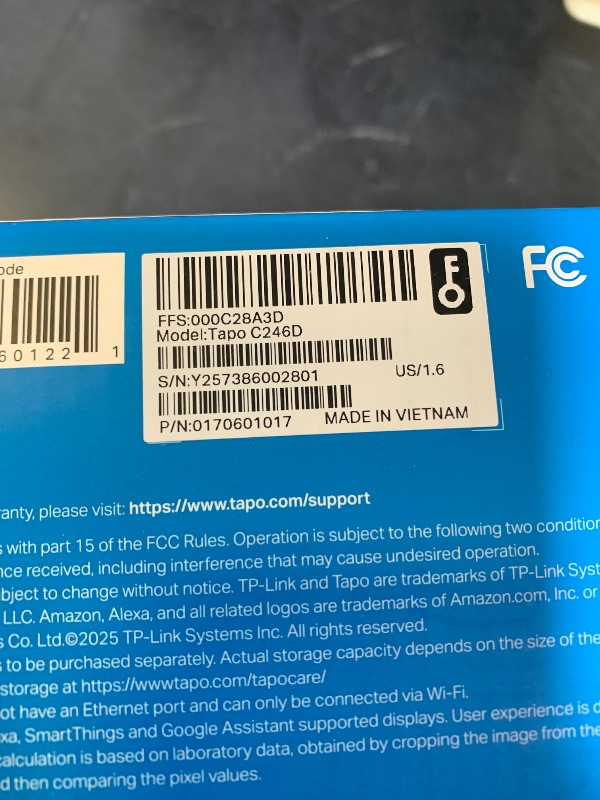 ode
60122 1
FFS:000C28A3D
Model:Tapo C246D
S/N:Y257386002801 US/1.6
P/N:0170601017 MADE IN VIETNAM
FC
anty, please visit: https://www.tapo.com/support
s with part 15 of the FCC Rules. Operation is subject to the following two condition
nce received, including interference that may cause undesired operation.
ubject to change without notice. TP-Link and Tapo are trademarks of TP-Link Syst
LLC. Amazon, Alexa, and all related logos are trademarks of Amazon.com, Inc. or
s Co. Ltd.©2025 TP-Link Systems Inc. All rights reserved.
s to be purchased separately. Actual storage capacity depends on the size of the
storage at https://wwwtapo.com/tapocare/
ot have an Ethernet port and can only be connected via Wi-Fi.
xa, SmartThings and Google Assistant supported displays. User experience is d
calculation is based on laboratory data, obtained by cropping the image from the
d then comparing the pixel values.